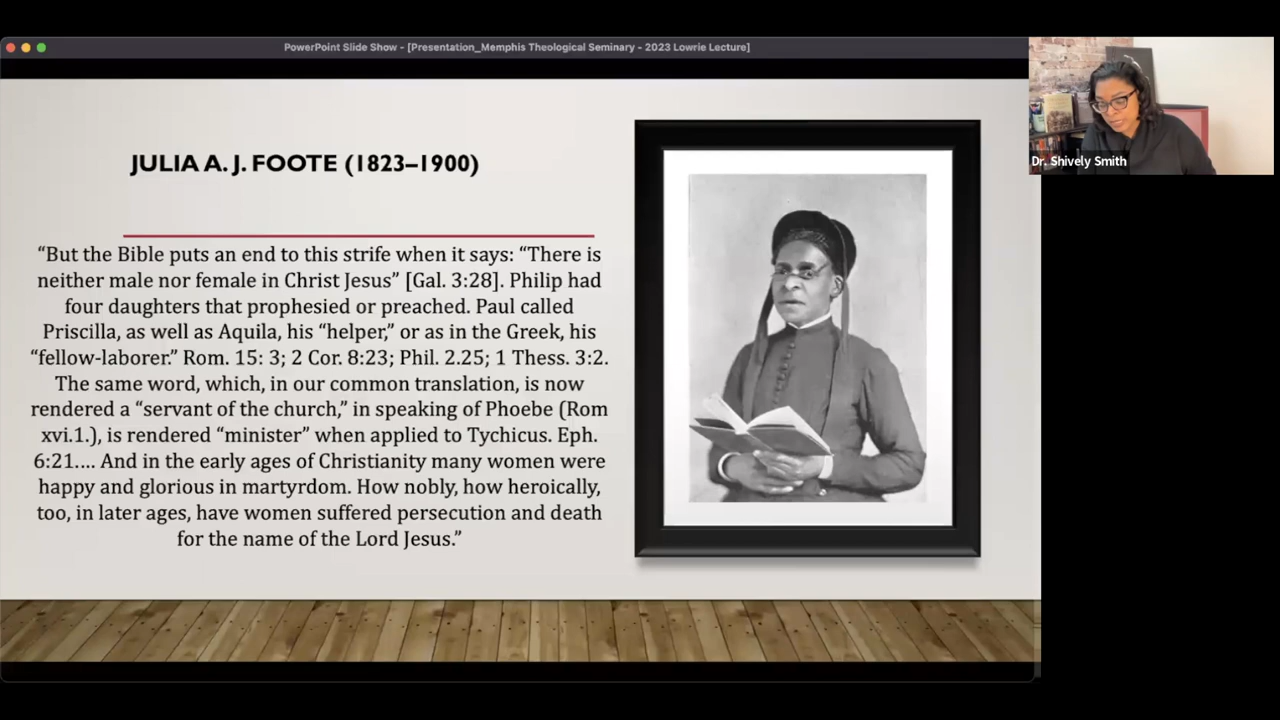 PowerPoint Slide Show - [Presentation_Memphis Theological Seminary - 2023 Lowrie Lecture]
JULIA A. J. FOOTE (1823–1900)
“But the Bible puts an end to this strife when it says: “There is
neither male nor female in Christ Jesus” [Gal. 3:28]. Philip had
four daughters that prophesied or preached. Paul called
Priscilla, as well as Aquila, his “helper,” or as in the Greek, his
“fellow-laborer.” Rom. 15: 3; 2 Cor. 8:23; Phil. 2.25; 1 Thess. 3:2.
The same word, which, in our common translation, is now
rendered a “servant of the church,” in speaking of Phoebe (Rom
xvi.1.), is rendered “minister” when applied to Tychicus. Eph.
6:21.... And in the early ages of Christianity many women were
happy and glorious in martyrdom. How nobly, how heroically,
too, in later ages, have women suffered persecution and death
for the name of the Lord Jesus.”
Dr. Shively Smith